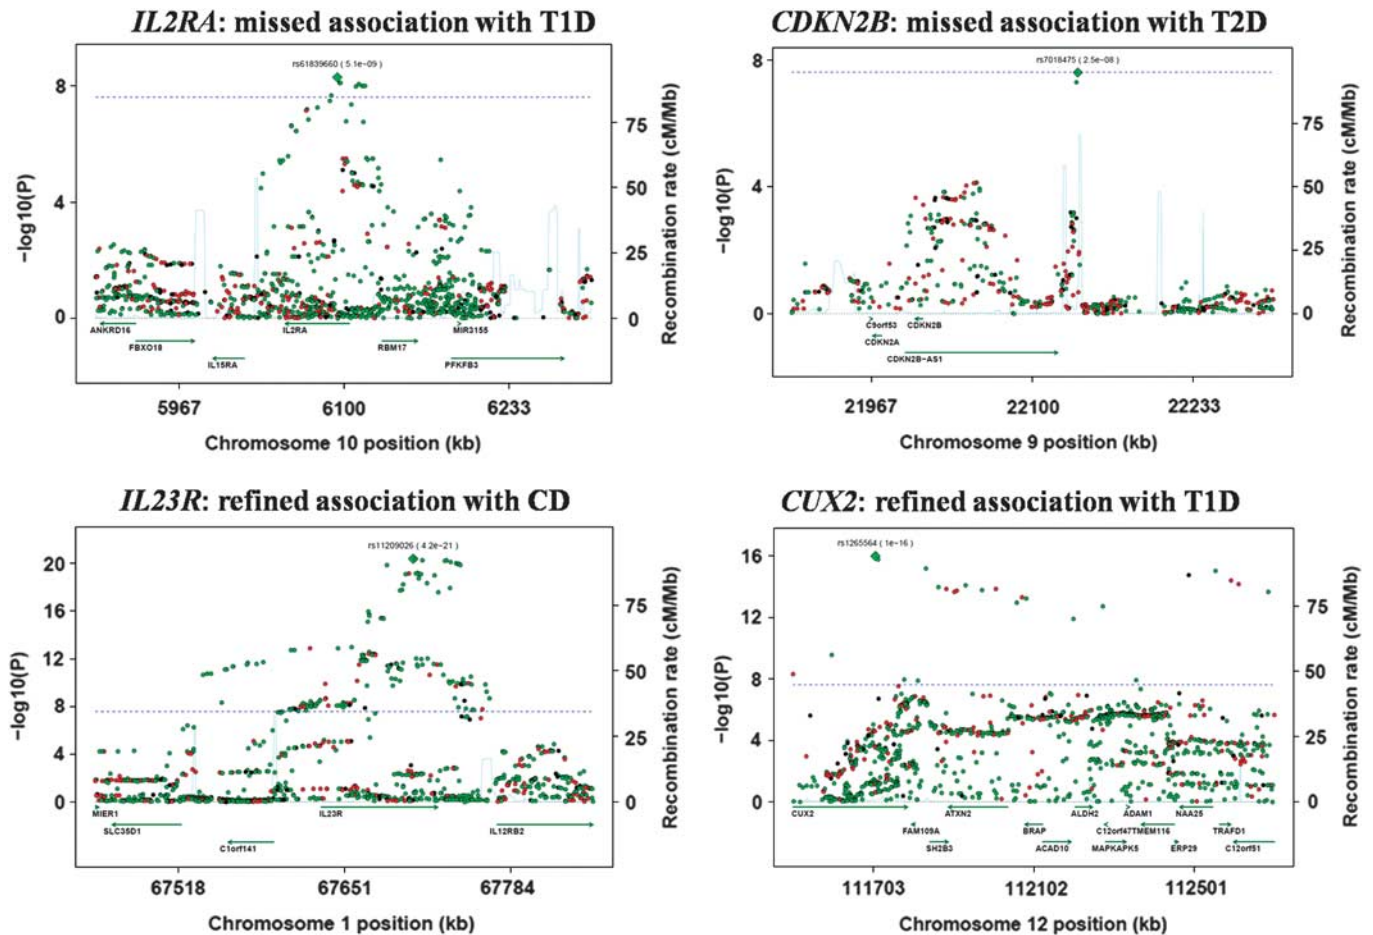 IL2RA: missed association with T1D
rs61839660 ( 5.1e-09)
8
4
0
-log10(P)
75
50
25
0
Recombination rate (cM/Mb)
ANKRD16
FBXO18
IL15RA
IL2RA
RBM17
MIR3155
PFKFB3
5967
6100
6233
Chromosome 10 position (kb)
CDKN2B: missed association with T2D
rs7018475 ( 2.5e-08)
8
4
0
-log10(P)
75
50
25
0
Recombination rate (cM/Mb)
C9orf53
CDKN2B
CDKN2A
CDKN2B-AS1
21967
22100
22233
Chromosome 9 position (kb)
IL23R: refined association with CD
rs11209026 ( 4.2e-21)
20
16
12
8
4
0
-log10(P)
75
50
25
0
Recombination rate (cM/Mb)
MIER1
SLC35D1
C1orf141
IL23R
IL12RB2
67518
67651
67784
Chromosome 1 position (kb)
CUX2: refined association with T1D
rs1265564 ( 1e-16)
16
12
8
4
0
-log10(P)
75
50
25
0
Recombination rate (cM/Mb)
CUX2
ATXN2
ALDH2
ADAM1
NAA25
FAM109A
BRAP
C12orf47TMEM116
TRAFD1
SH2B3
ACAD10
MAPKAPK5
ERP29
C12orf51
111703
112102
112501
Chromosome 12 position (kb)